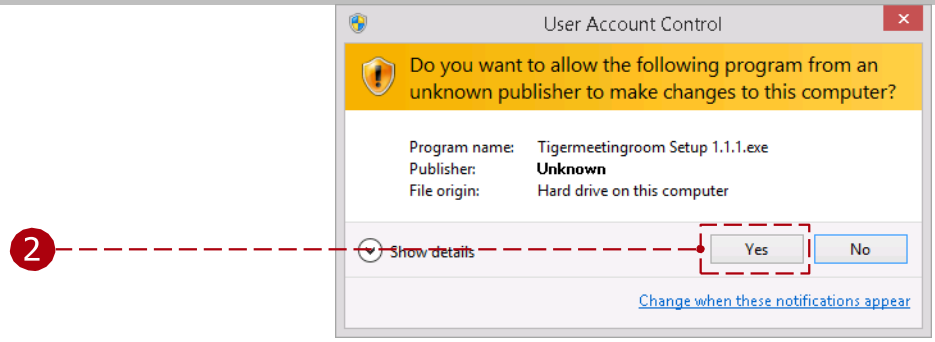 User Account Control
Do you want to allow the following program from an
unknown publisher to make changes to this computer?
Program name: Tigermeetingroom Setup 1.1.1.exe
Publisher: Unknown
File origin: Hard drive on this computer
2 Show details Yes No
Change when these notifications appear